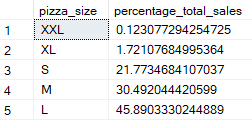 pizza_size percentage_total_sales
1 XXL 0.123077294254725
2 XL 1.72107684995364
3 S 21.7734684107037
4 M 30.492044420599
5 L 45.8903330244889